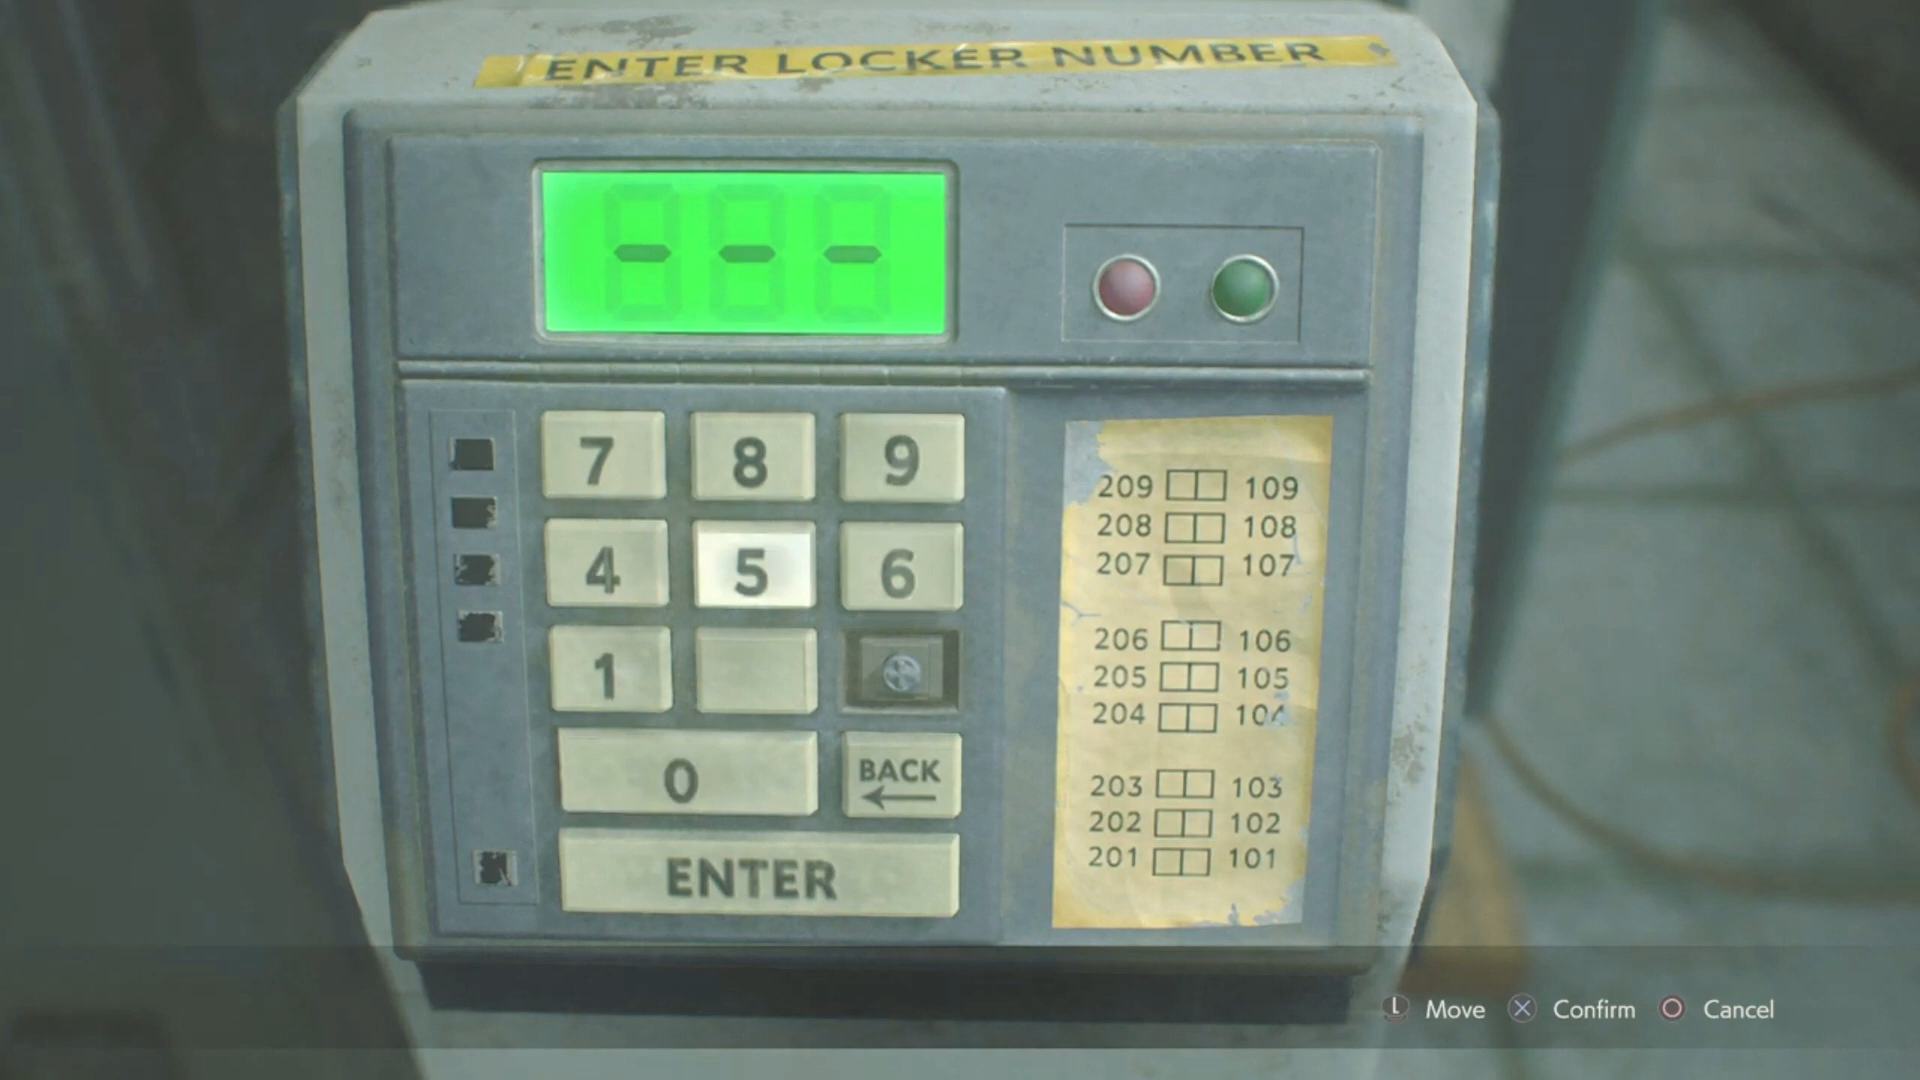 ENTER LOCKER NUMBER
7 8 9
4 5 6
1
0 BACK
ENTER
209 109
208 108
207 107
206 106
205 105
204 104
203 103
202 102
201 101
L Move Confirm Cancel